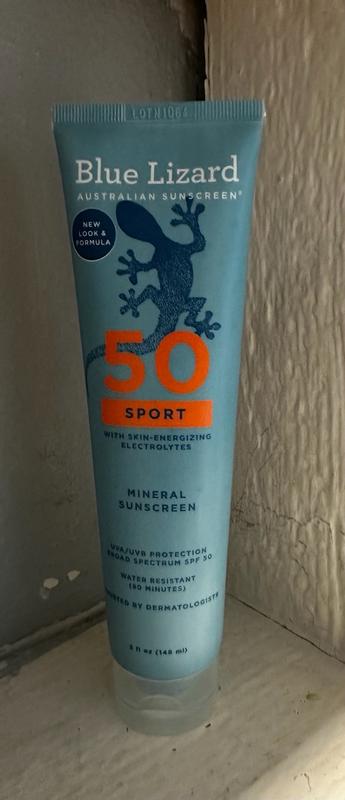 Blue Lizard
AUSTRALIAN SUNSCREEN®
NEW
LOOK &
FORMULA
50
SPORT
WITH SKIN-ENERGIZING
ELECTROLYTES
MINERAL
SUNSCREEN
UVA/UVB PROTECTION
BROAD SPECTRUM SPF 50
WATER RESISTANT
(80 MINUTES)
BY DERMATOLOGISTS
5 fl oz (148 ml)